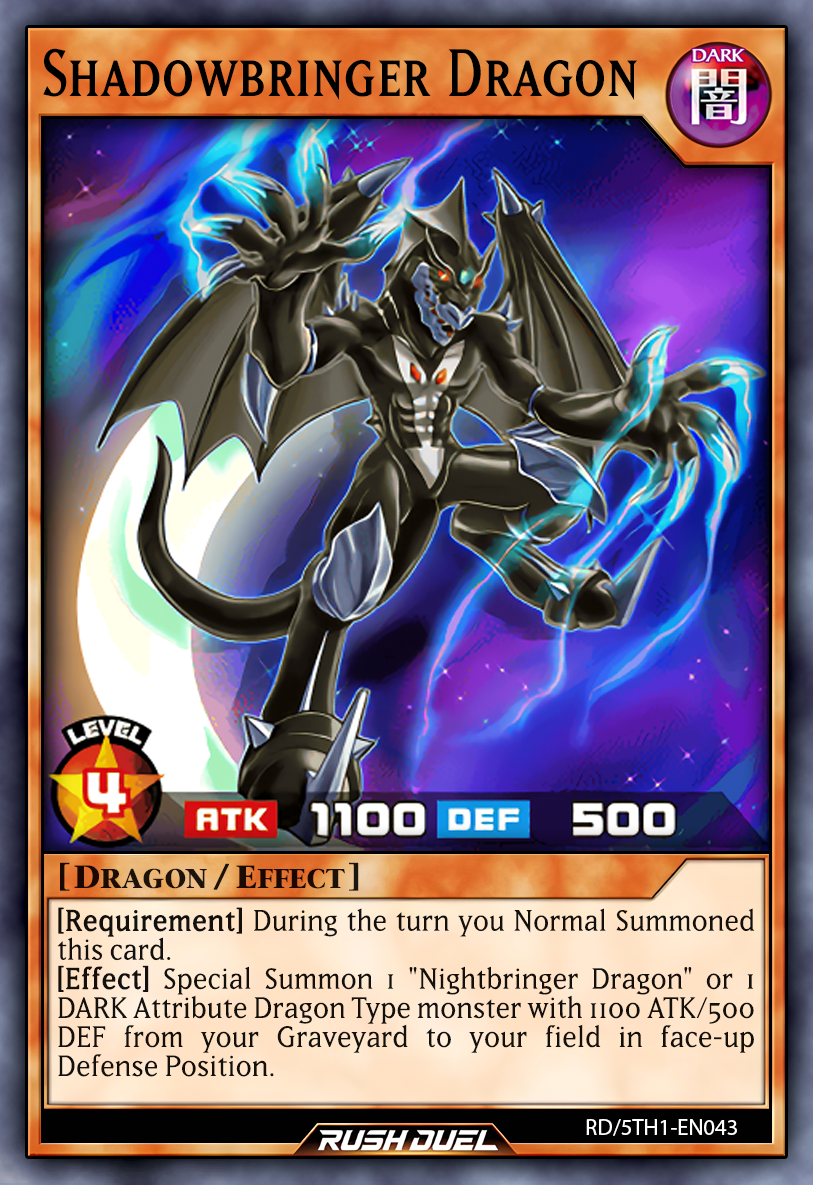 Shadowbringer Dragon
DARK
闇
LEVEL
4
ATK 1100 DEF 500
[Dragon / Effect]
[Requirement] During the turn you Normal Summoned
this card.
[Effect] Special Summon 1 "Nightbringer Dragon" or 1
DARK Attribute Dragon Type monster with 1100 ATK/500
DEF from your Graveyard to your field in face-up
Defense Position.
RUSH DUEL
RD/5TH1-EN043